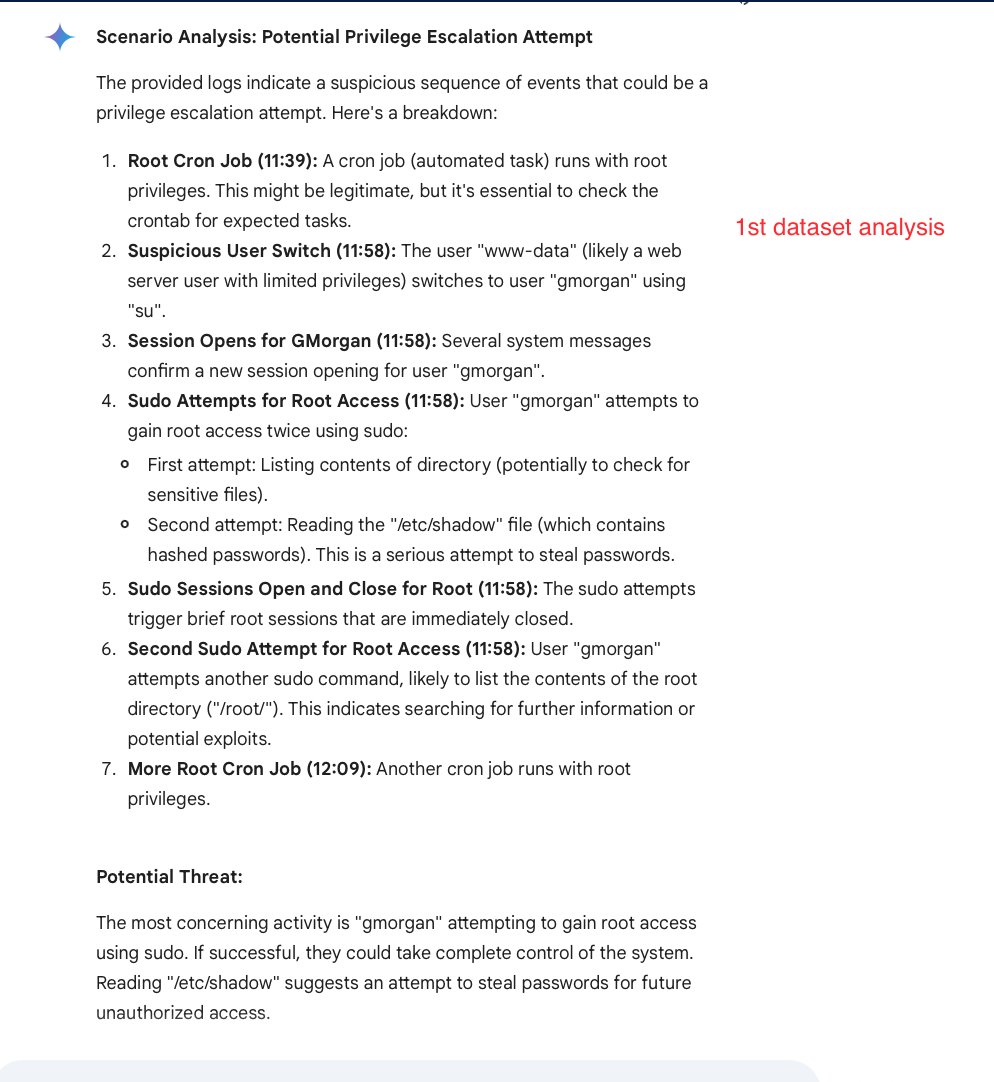 Scenario Analysis: Potential Privilege Escalation Attempt
The provided logs indicate a suspicious sequence of events that could be a
privilege escalation attempt. Here's a breakdown:
1. Root Cron Job (11:39): A cron job (automated task) runs with root
privileges. This might be legitimate, but it's essential to check the
crontab for expected tasks.
1st dataset analysis
2. Suspicious User Switch (11:58): The user "www-data" (likely a web
server user with limited privileges) switches to user "gmorgan" using
"su".
3. Session Opens for GMorgan (11:58): Several system messages
confirm a new session opening for user "gmorgan".
4. Sudo Attempts for Root Access (11:58): User "gmorgan" attempts to
gain root access twice using sudo:
First attempt: Listing contents of directory (potentially to check for
sensitive files).
Second attempt: Reading the "/etc/shadow" file (which contains
hashed passwords). This is a serious attempt to steal passwords.
5. Sudo Sessions Open and Close for Root (11:58): The sudo attempts
trigger brief root sessions that are immediately closed.
6. Second Sudo Attempt for Root Access (11:58): User "gmorgan"
attempts another sudo command, likely to list the contents of the root
directory ("/root/"). This indicates searching for further information or
potential exploits.
7. More Root Cron Job (12:09): Another cron job runs with root
privileges.
Potential Threat:
The most concerning activity is "gmorgan" attempting to gain root access
using sudo. If successful, they could take complete control of the system.
Reading "/etc/shadow" suggests an attempt to steal passwords for future
unauthorized access.